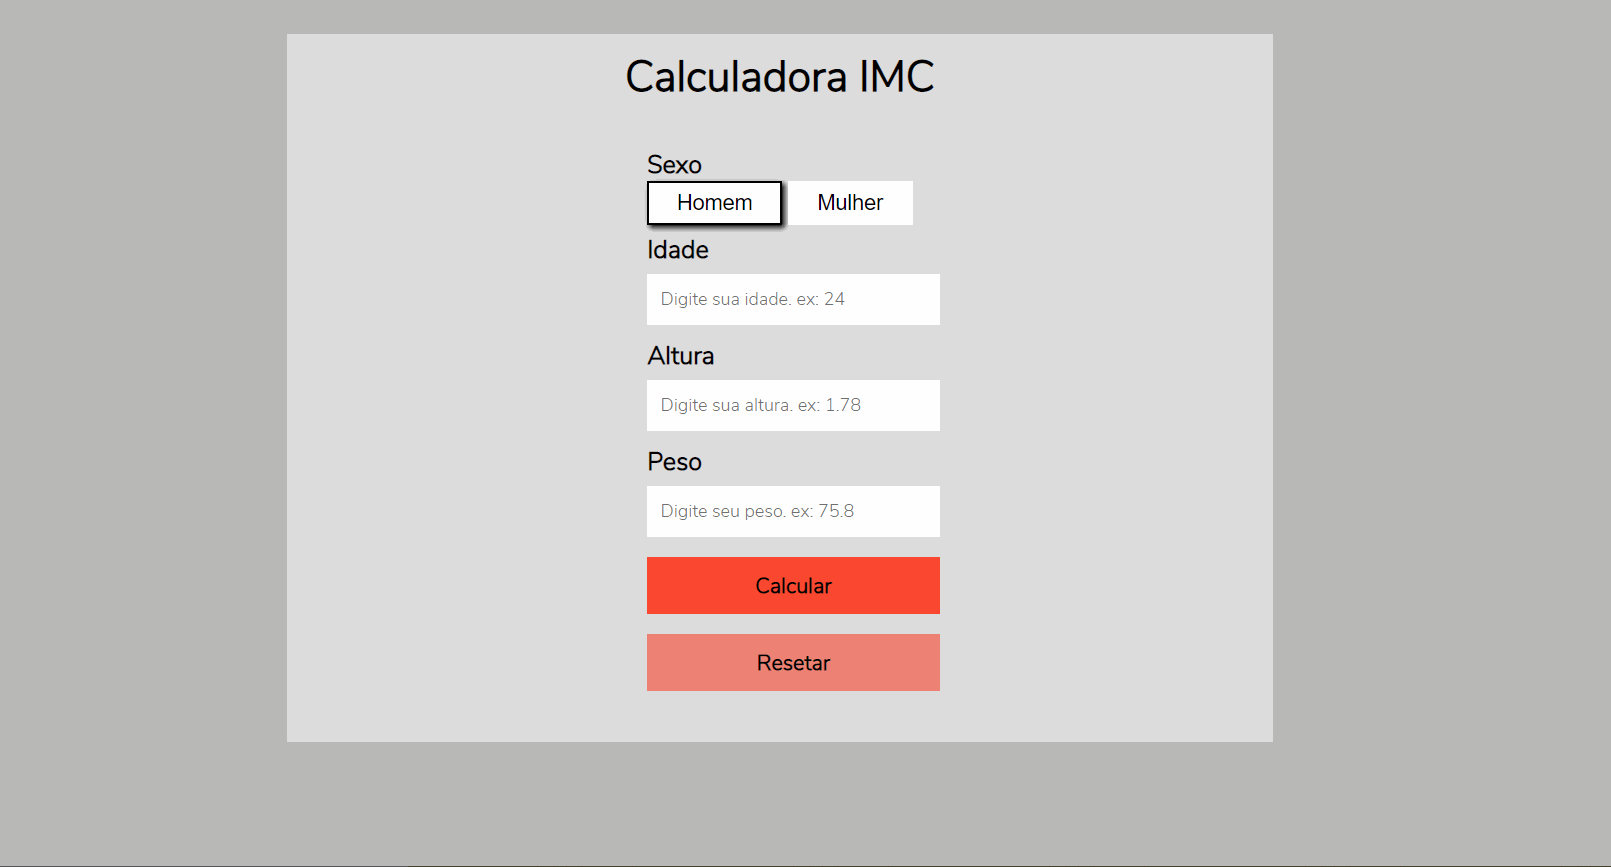 Calculadora IMC
Sexo
Homem Mulher
Idade
Digite sua idade. ex: 24
Altura
Digite sua altura. ex: 1.78
Peso
Digite seu peso. ex: 75.8
Calcular
Resetar